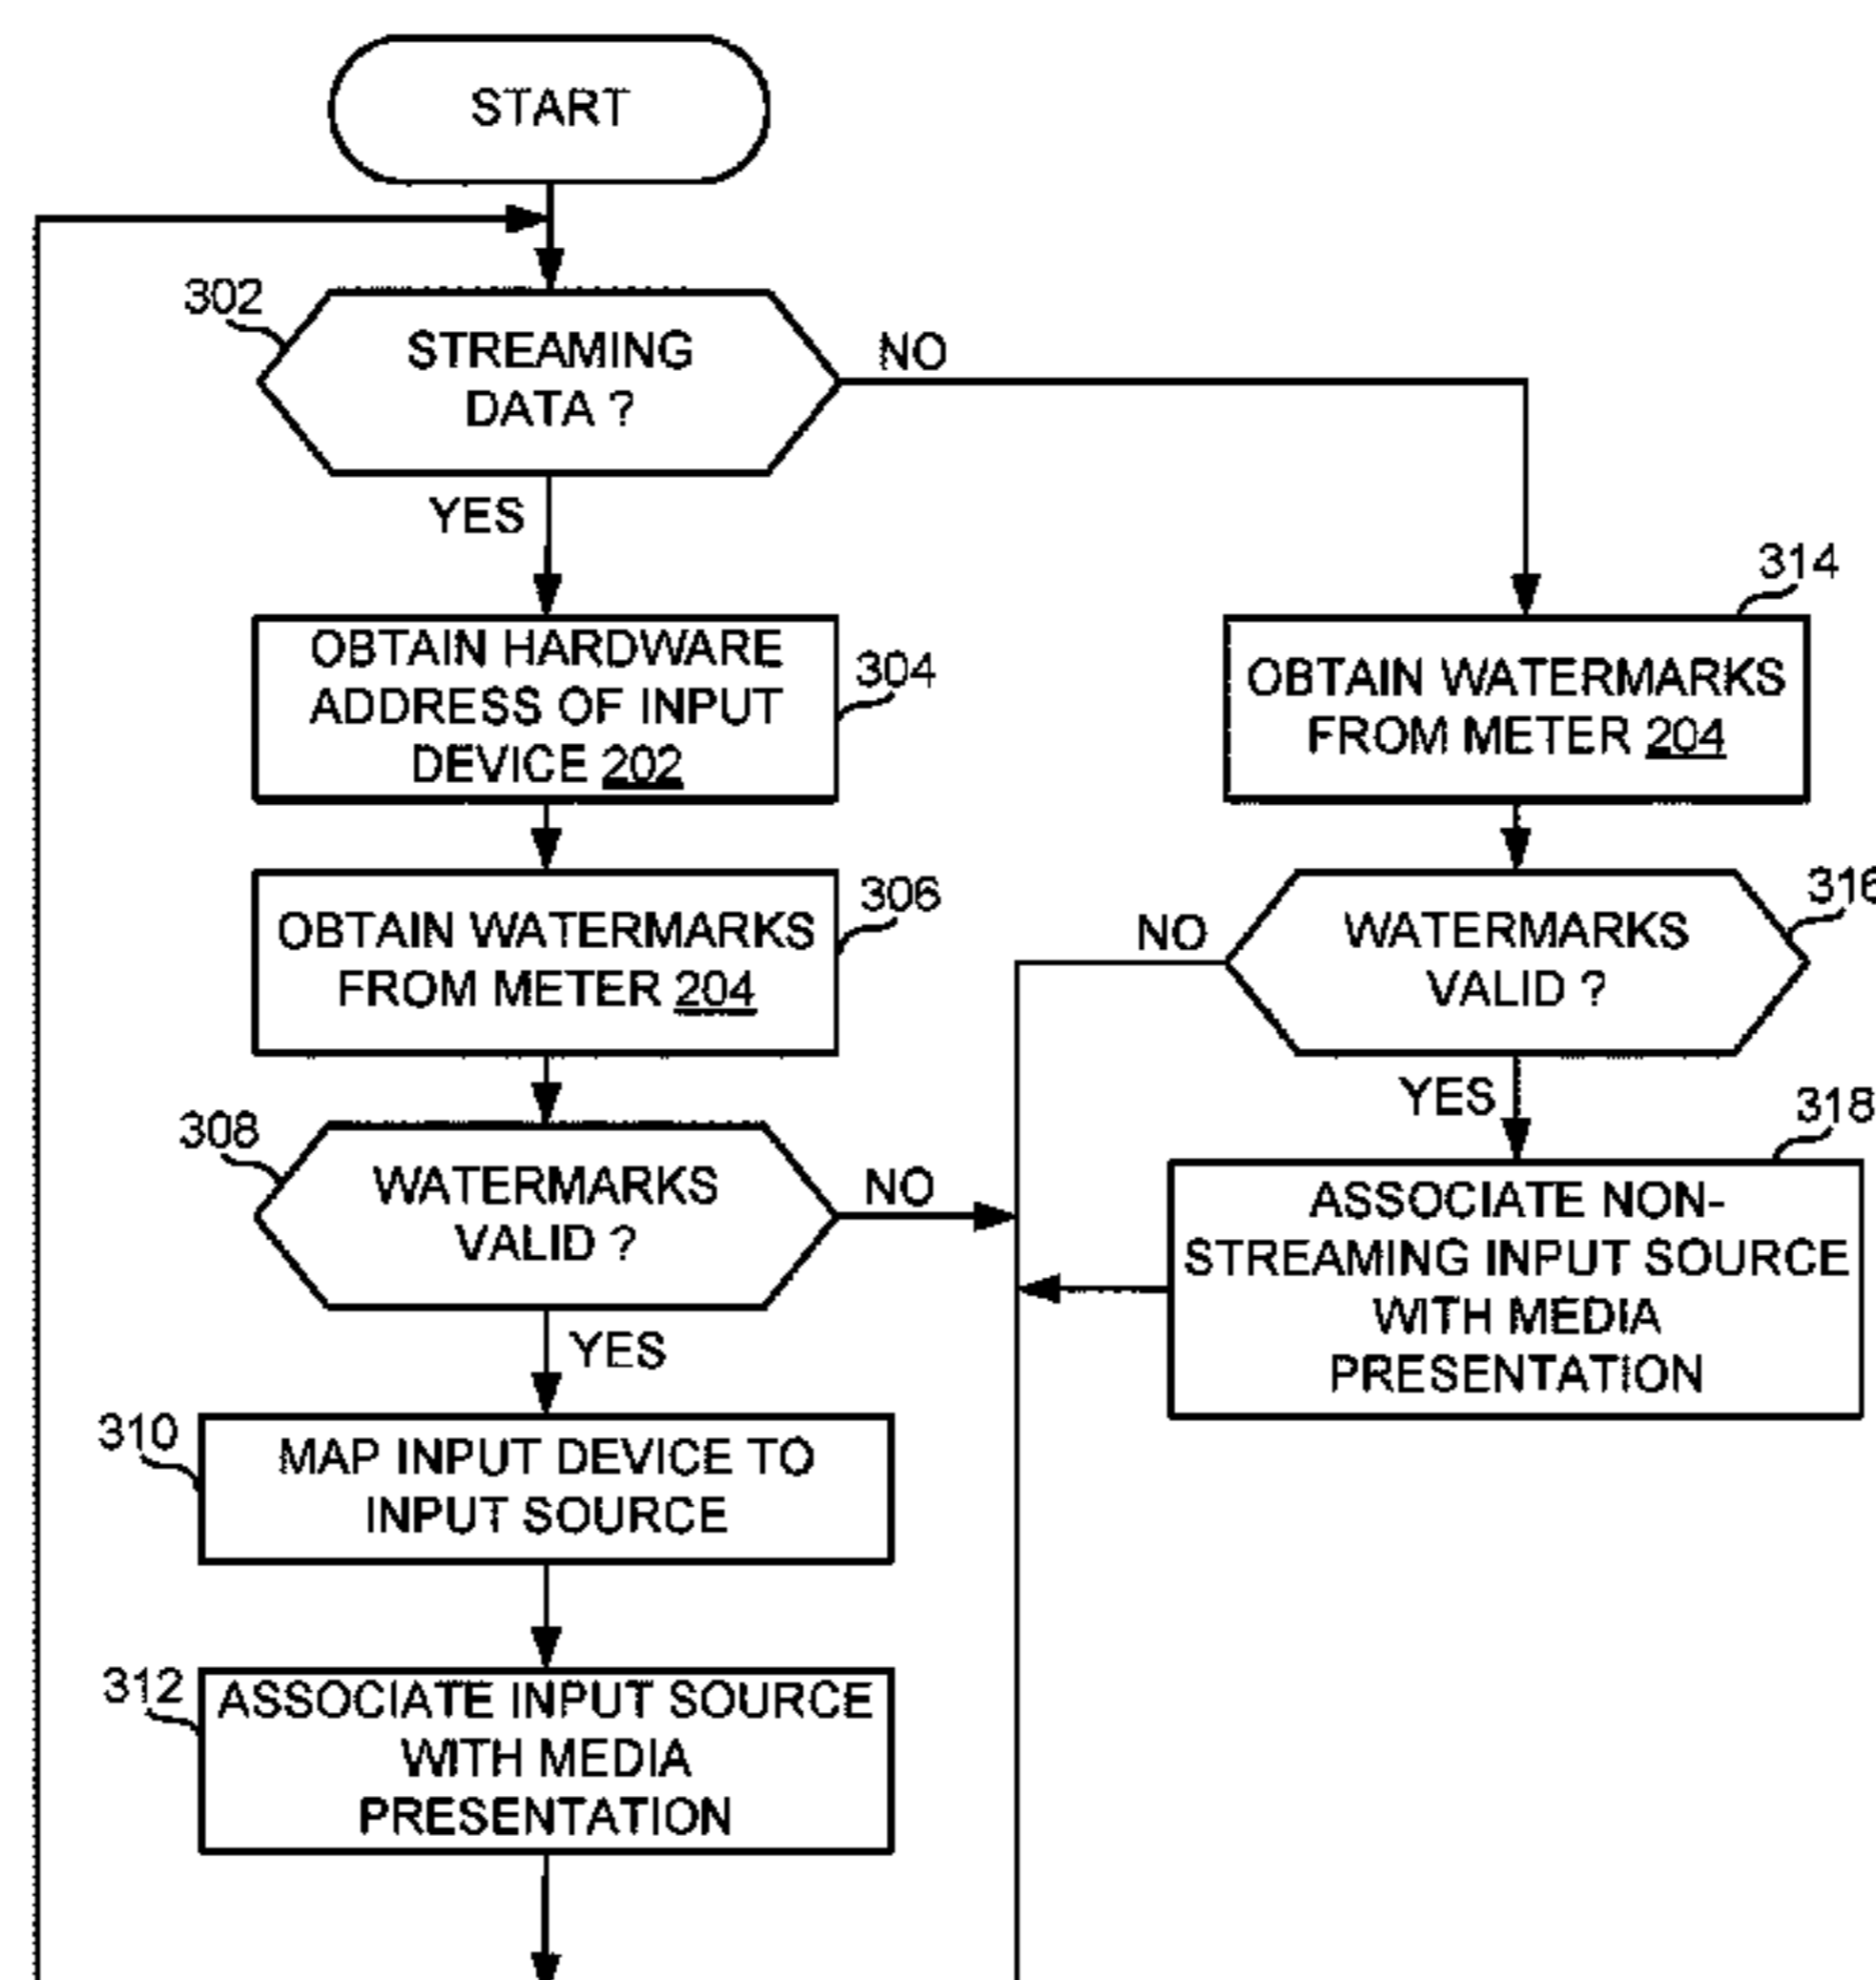 START
302
STREAMING
DATA ?
NO
YES
OBTAIN HARDWARE
ADDRESS OF INPUT
DEVICE 202
304
OBTAIN WATERMARKS
FROM METER 204
306
WATERMARKS
VALID ?
308
NO
YES
MAP INPUT DEVICE TO
INPUT SOURCE
310
ASSOCIATE INPUT SOURCE
WITH MEDIA
PRESENTATION
312
314
OBTAIN WATERMARKS
FROM METER 204
316
NO
WATERMARKS
VALID ?
YES
318
ASSOCIATE NON-
STREAMING INPUT SOURCE
WITH MEDIA
PRESENTATION